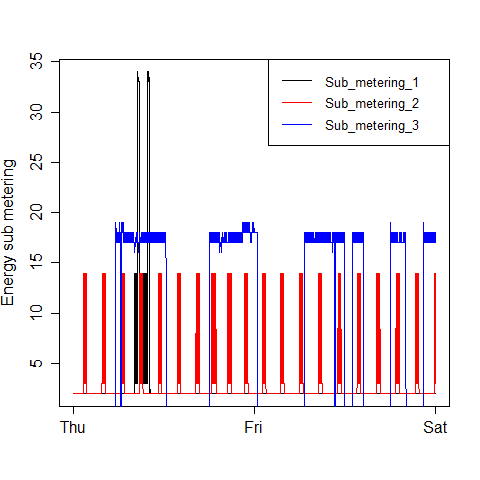 Energy sub metering
35
30
25
20
15
10
5
Sub_metering_1
Sub_metering_2
Sub_metering_3
Thu Fri Sat